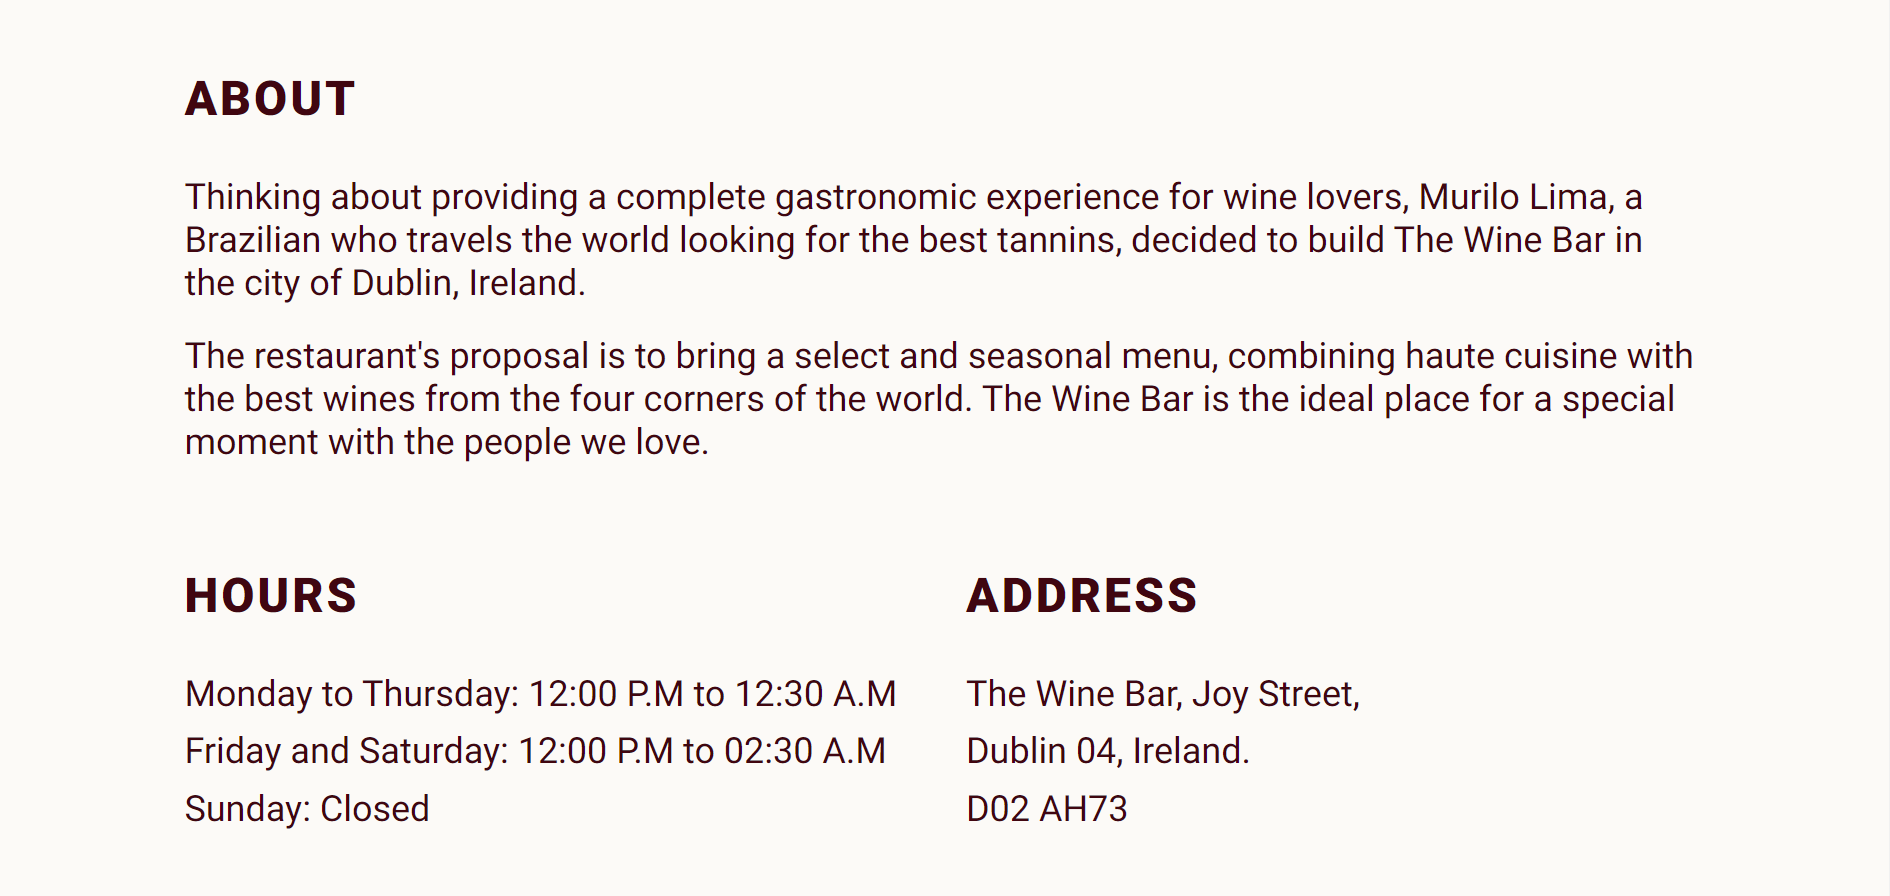 ABOUT
Thinking about providing a complete gastronomic experience for wine lovers, Murilo Lima, a
Brazilian who travels the world looking for the best tannins, decided to build The Wine Bar in
the city of Dublin, Ireland.
The restaurant's proposal is to bring a select and seasonal menu, combining haute cuisine with
the best wines from the four corners of the world. The Wine Bar is the ideal place for a special
moment with the people we love.
HOURS
Monday to Thursday: 12:00 P.M to 12:30 A.M
Friday and Saturday: 12:00 P.M to 02:30 A.M
Sunday: Closed
ADDRESS
The Wine Bar, Joy Street,
Dublin 04, Ireland.
D02 AH73